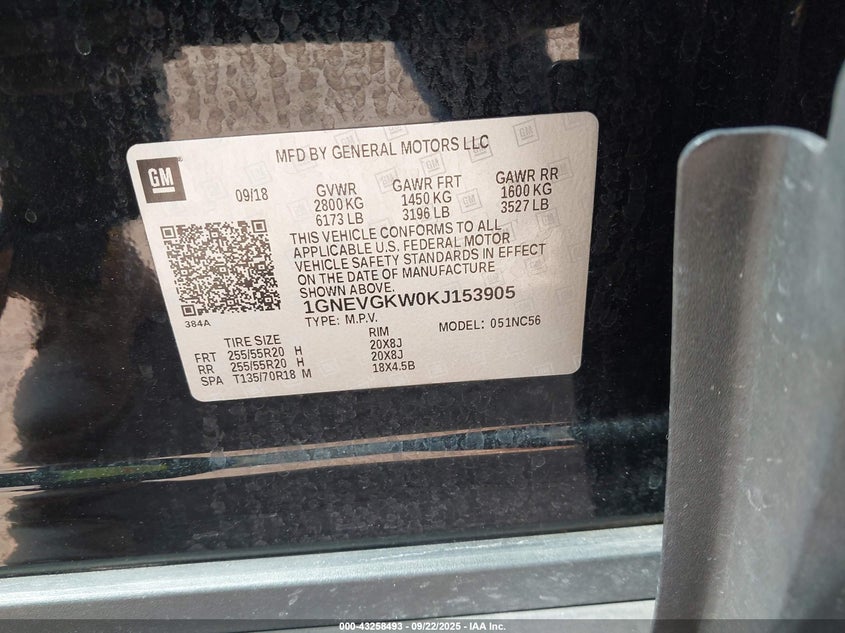 MFD BY GENERAL MOTORS LLC
GM
09/18
GVWR
2800 KG
6173 LB
GAWR FRT
1450 KG
3196 LB
GAWR RR
1600 KG
3527 LB
THIS VEHICLE CONFORMS TO ALL
APPLICABLE U.S. FEDERAL MOTOR
VEHICLE SAFETY STANDARDS IN EFFECT
ON THE DATE OF MANUFACTURE
SHOWN ABOVE.
384A
1GNEVGKW0KJ153905
TYPE: M.P.V.
MODEL: 051NC56
TIRE SIZE RIM
FRT 255/55R20 H 20X8J
RR 255/55R20 H 20X8J
SPA T135/70R18 M 18X4.5B
000-43258493 - 09/22/2025 - IAA Inc.